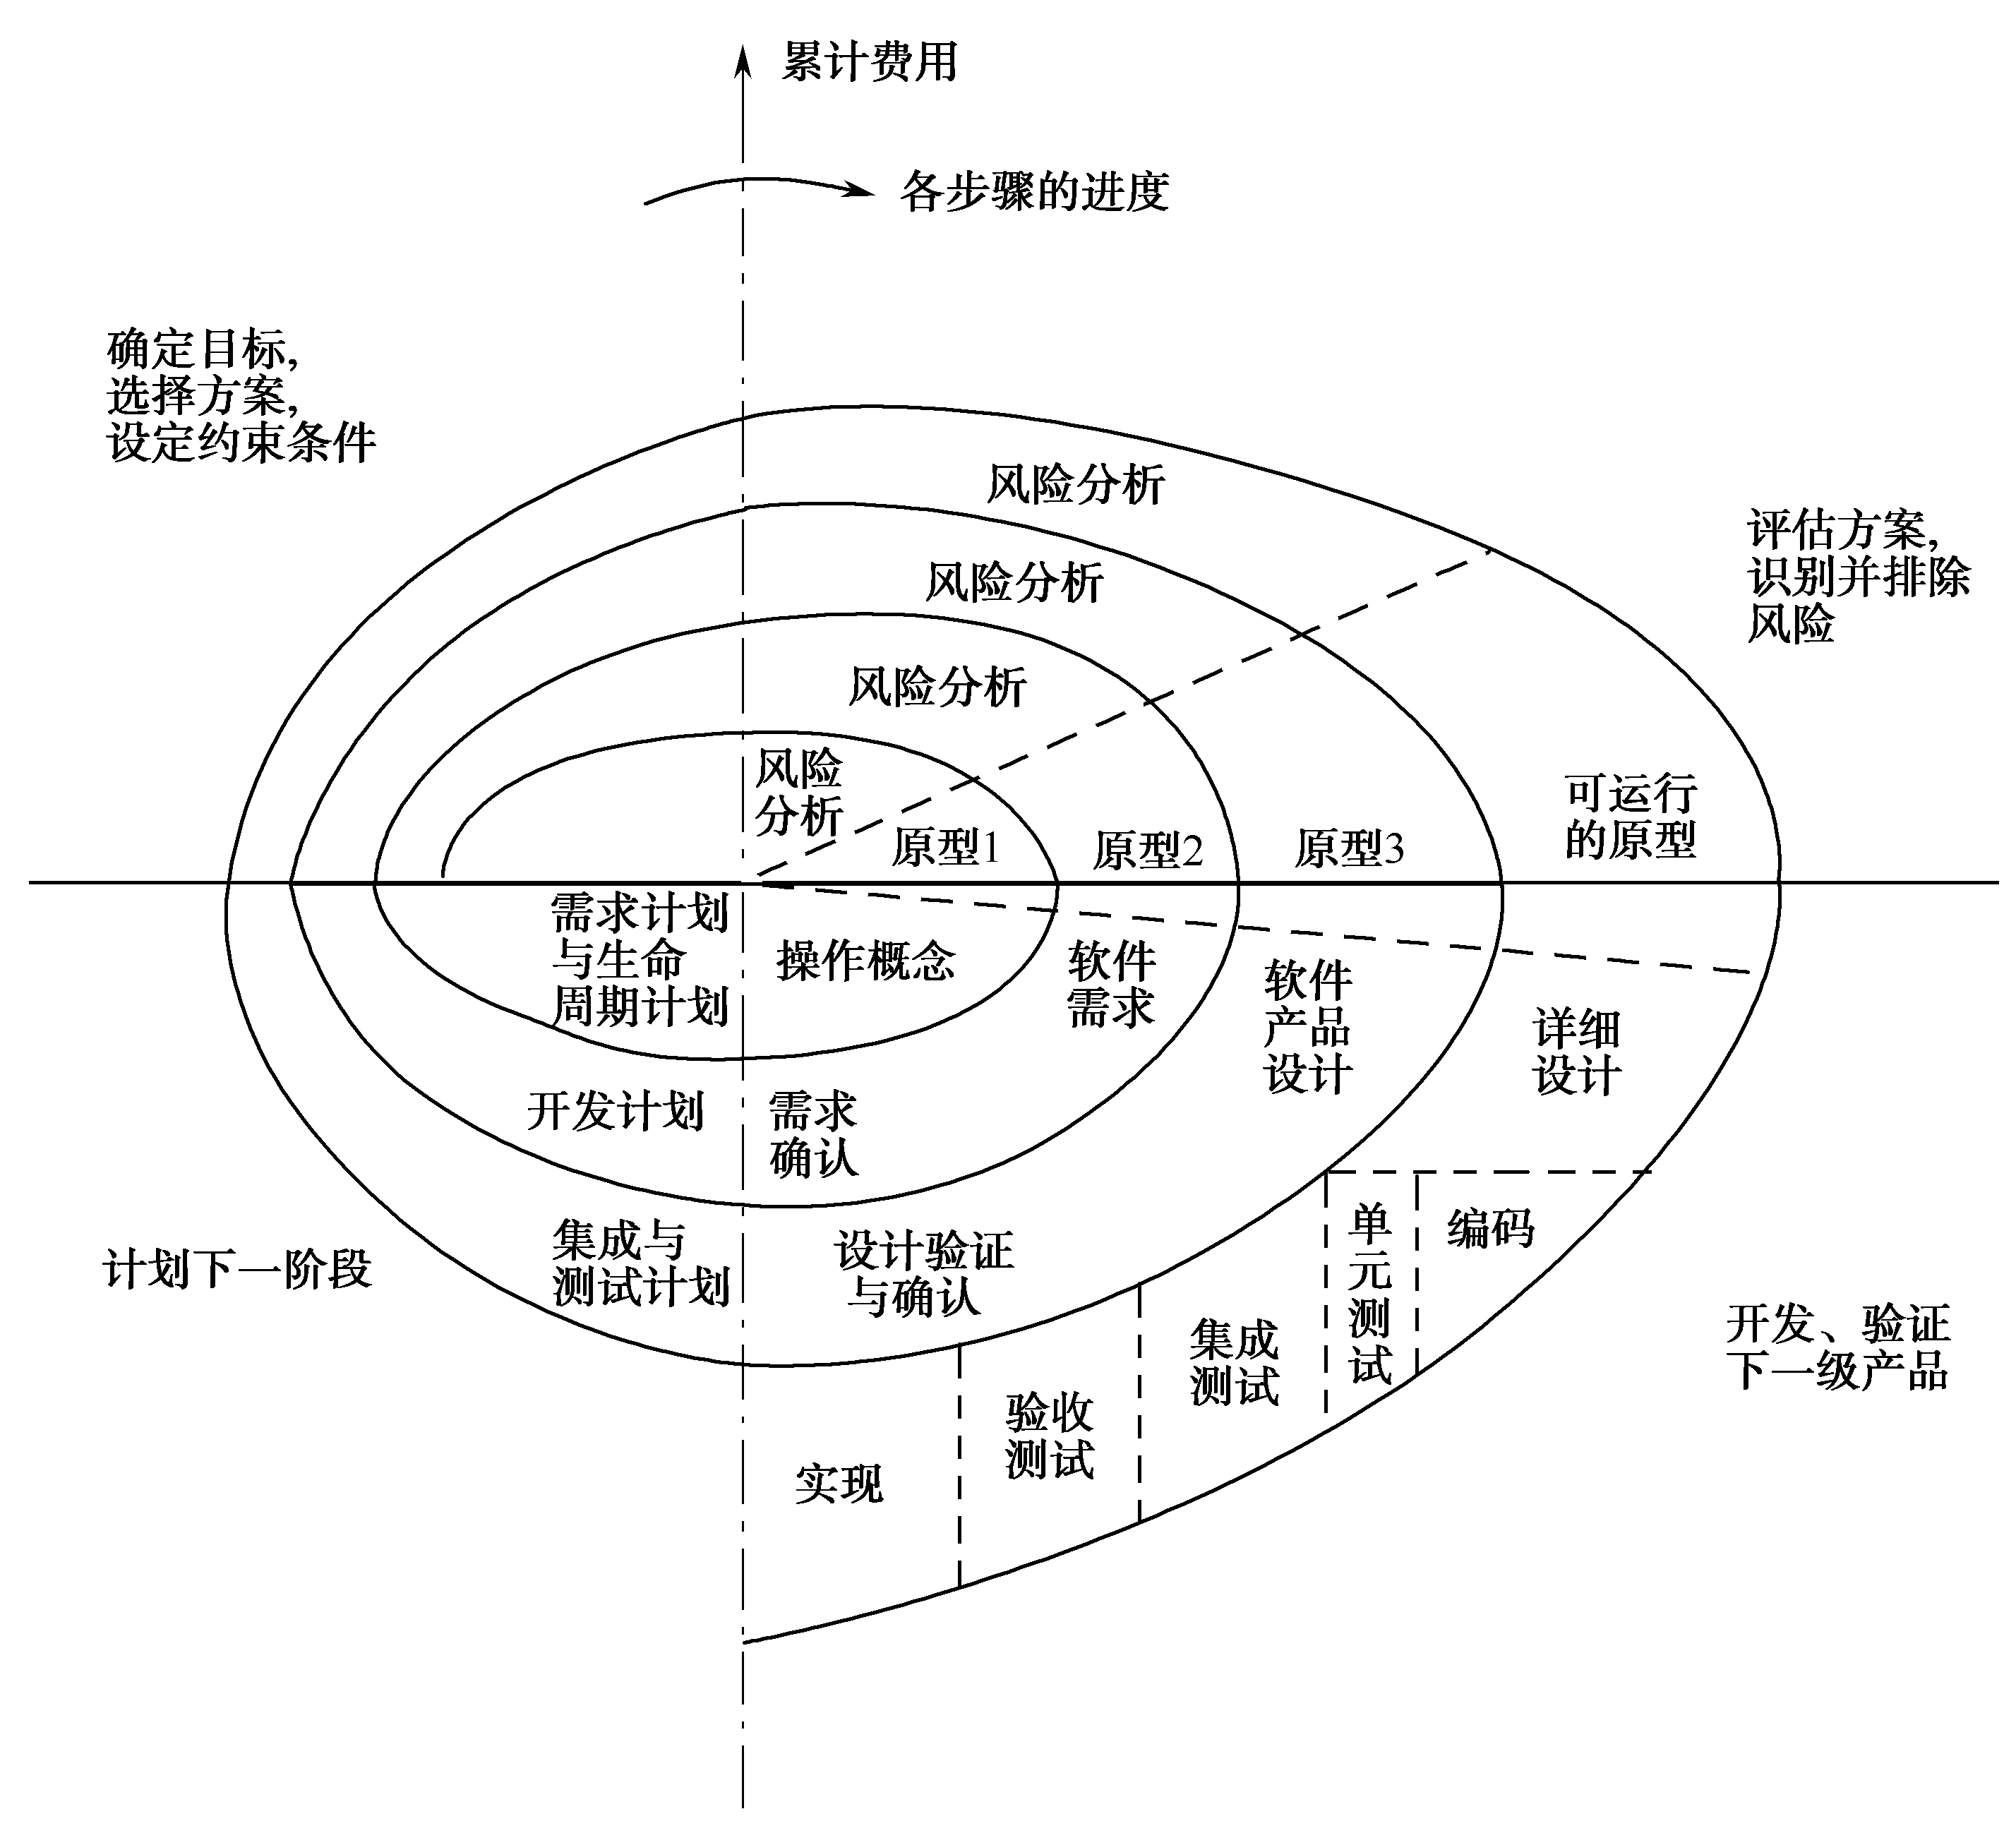 累计费用
各步骤的进度
确定目标,
选择方案,
设定约束条件
风险分析
评估方案,
识别并排除
风险
风险分析
风险分析
风险
分析
原型1
原型2
原型3
可运行
的原型
需求计划
与生命
周期计划
操作概念
软件
需求
软件
产品
设计
详细
设计
开发计划
需求
确认
计划下一阶段
集成与
测试计划
设计验证
与确认
实现
验收
测试
集成
测试
单
元
测
试
编码
开发、验证
下一级产品